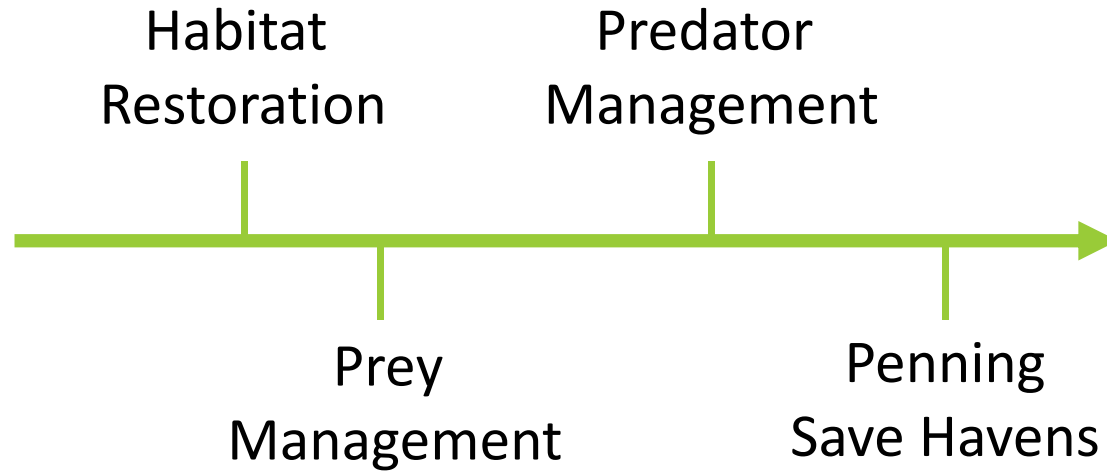 Habitat
Restoration
Predator
Management
Prey
Management
Penning
Save Havens